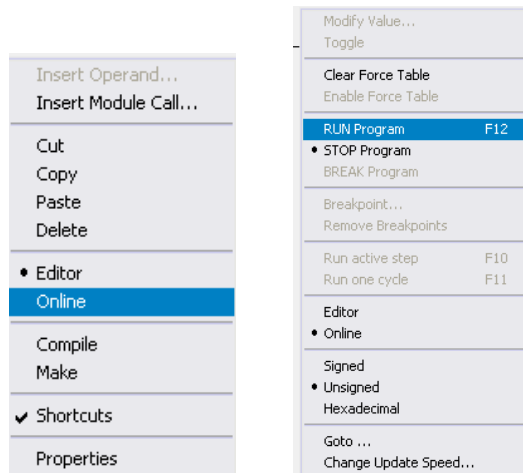 Insert Operand...
Insert Module Call...
Cut
Copy
Paste
Delete
Editor
Online
Compile
Make
Shortcuts
Properties
Modify Value...
Toggle
Clear Force Table
Enable Force Table
RUN Program F12
STOP Program
BREAK Program
Breakpoint...
Remove Breakpoints
Run active step F10
Run one cycle F11
Editor
Online
Signed
Unsigned
Hexadecimal
Goto ...
Change Update Speed...